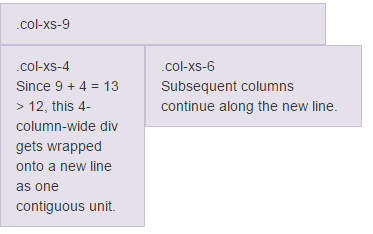 .col-xs-9
.col-xs-4
Since 9 + 4 = 13
> 12, this 4-
column-wide div
gets wrapped
onto a new line
as one
contiguous unit.
.col-xs-6
Subsequent columns
continue along the new line.